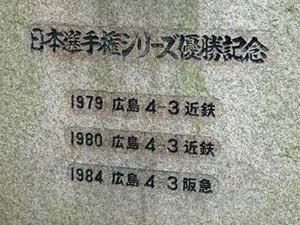 日本選手権シリーズ優勝記念
1979 広島 4-3 近鉄
1980 広島 4-3 近鉄
1984 広島 4-3 阪急